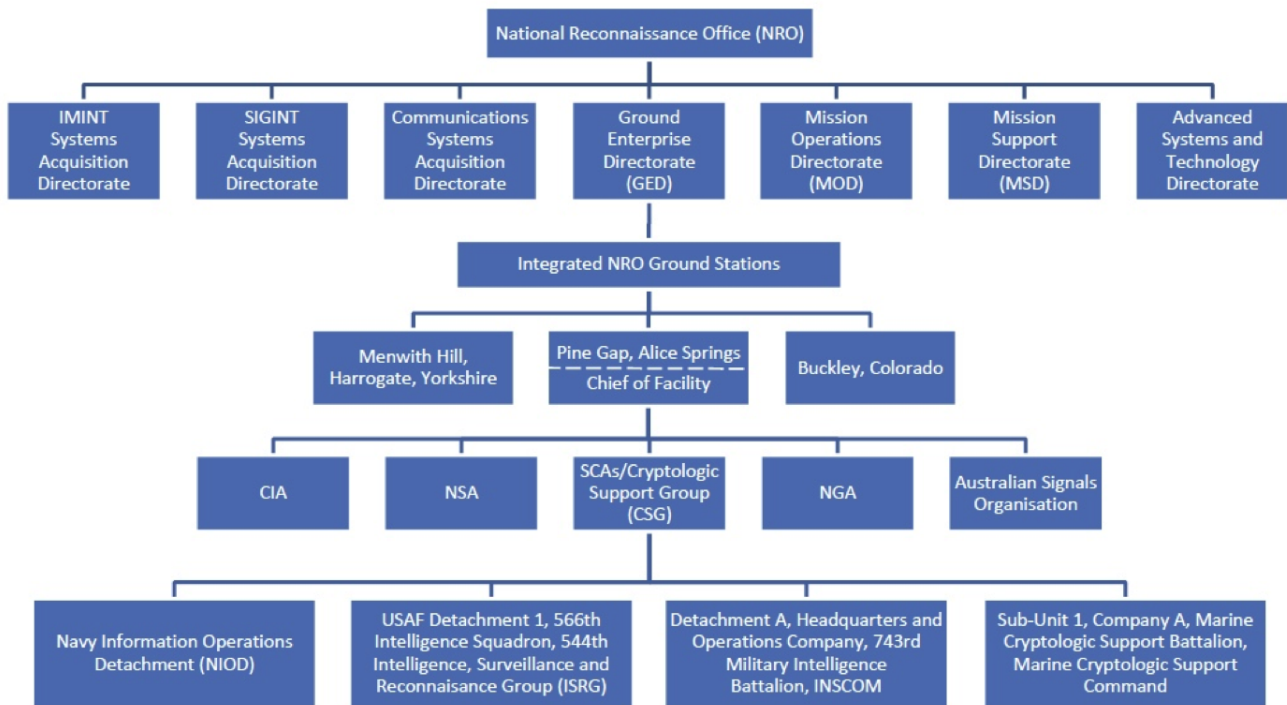 National Reconnaissance Office (NRO)
IMINT
Systems
Acquisition
Directorate
SIGINT
Systems
Acquisition
Directorate
Communications
Systems
Acquisition
Directorate
Ground
Enterprise
Directorate
(GED)
Mission
Operations
Directorate
(MOD)
Mission
Support
Directorate
(MSD)
Advanced
Systems and
Technology
Directorate
Integrated NRO Ground Stations
Menwith Hill,
Harrogate, Yorkshire
Pine Gap, Alice Springs
Chief of Facility
Buckley, Colorado
CIA
NSA
SCAs/Cryptologic
Support Group
(CSG)
NGA
Australian Signals
Organisation
Navy Information Operations
Detachment (NIOD)
USAF Detachment 1, 566th
Intelligence Squadron, 544th
Intelligence, Surveillance and
Reconnaisance Group (ISRG)
Detachment A, Headquarters and
Operations Company, 743rd
Military Intelligence
Battalion, INSCOM
Sub-Unit 1, Company A, Marine
Cryptologic Support Battalion,
Marine Cryptologic Support
Command